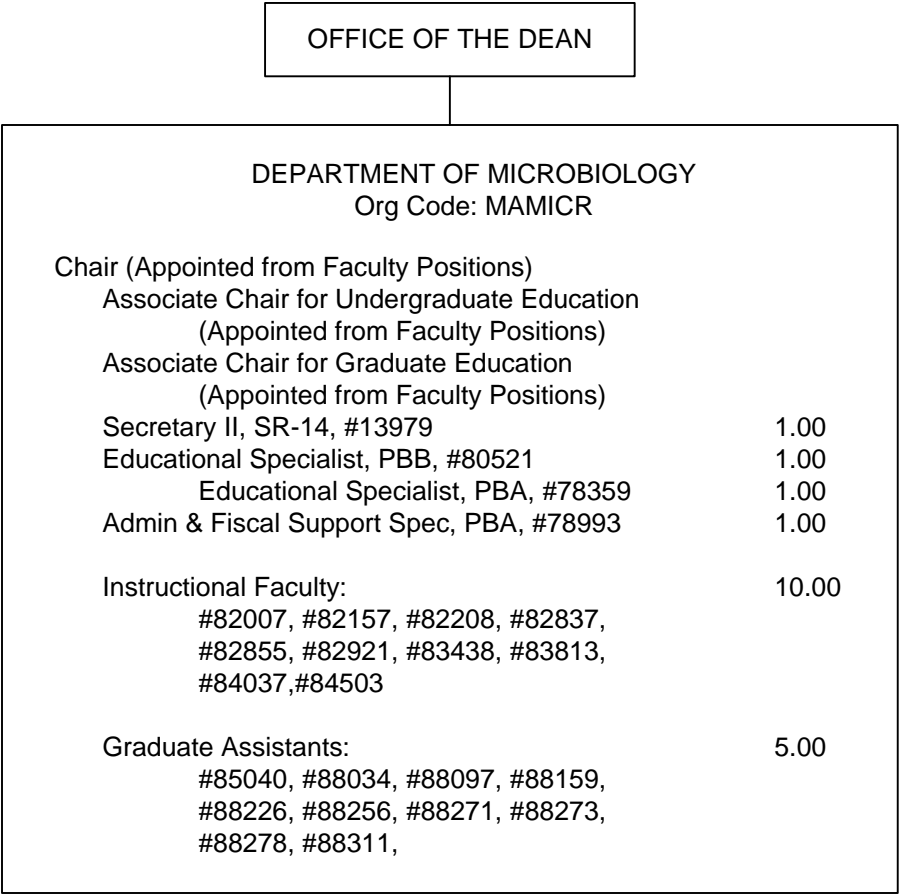 OFFICE OF THE DEAN
DEPARTMENT OF MICROBIOLOGY
Org Code: MAMICR
Chair (Appointed from Faculty Positions)
Associate Chair for Undergraduate Education
(Appointed from Faculty Positions)
Associate Chair for Graduate Education
(Appointed from Faculty Positions)
Secretary II, SR-14, #13979 1.00
Educational Specialist, PBB, #80521 1.00
Educational Specialist, PBA, #78359 1.00
Admin & Fiscal Support Spec, PBA, #78993 1.00
Instructional Faculty: 10.00
#82007, #82157, #82208, #82837,
#82855, #82921, #83438, #83813,
#84037,#84503
Graduate Assistants: 5.00
#85040, #88034, #88097, #88159,
#88226, #88256, #88271, #88273,
#88278, #88311,